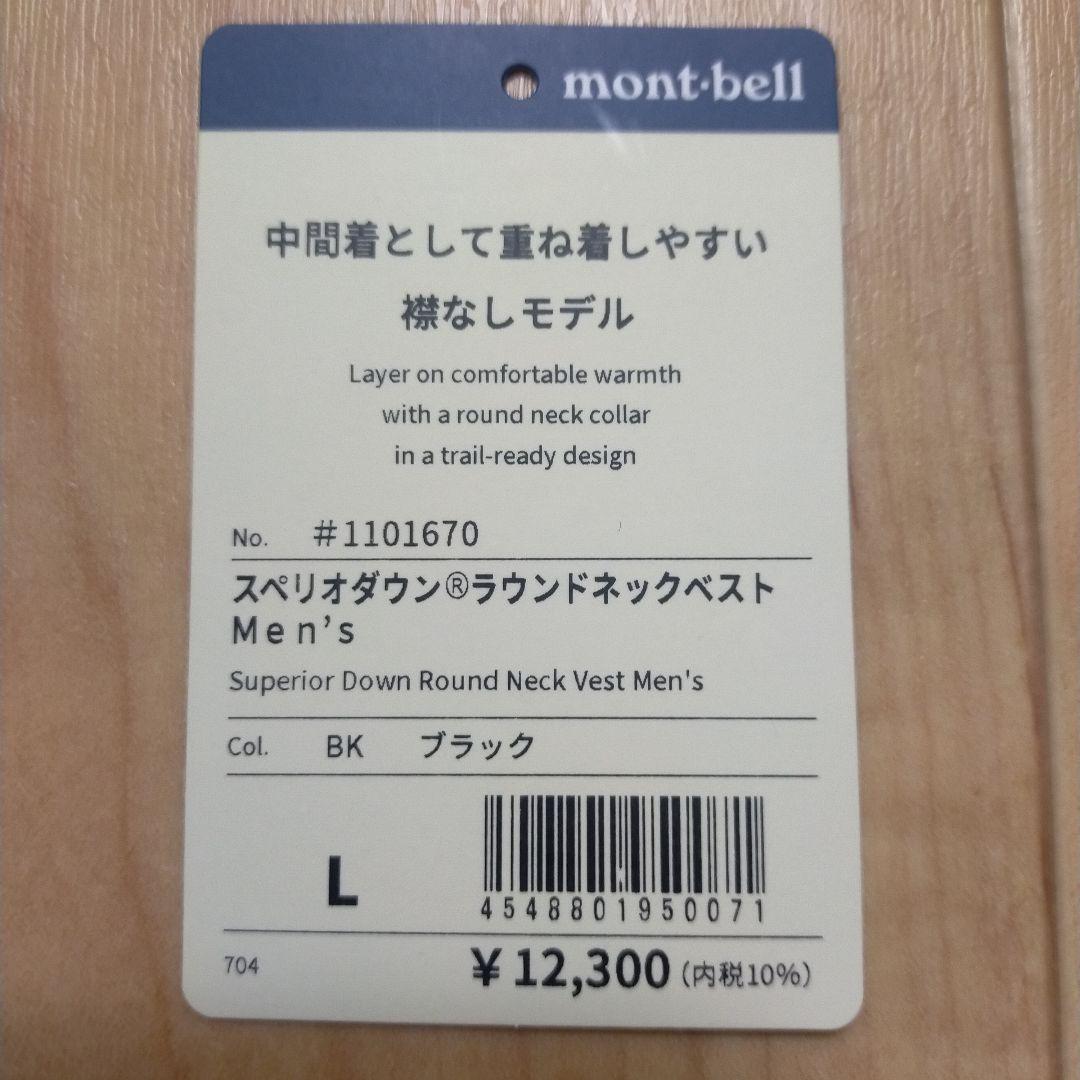 mont·bell
中間着として重ね着しやすい
襟なしモデル
Layer on comfortable warmth
with a round neck collar
in a trail-ready design
No. #1101670
スペリオダウン®ラウンドネックベスト
Men's
Superior Down Round Neck Vest Men's
Col. BK ブラック
L
4548801950071
704 ¥12,300 (内税10%)